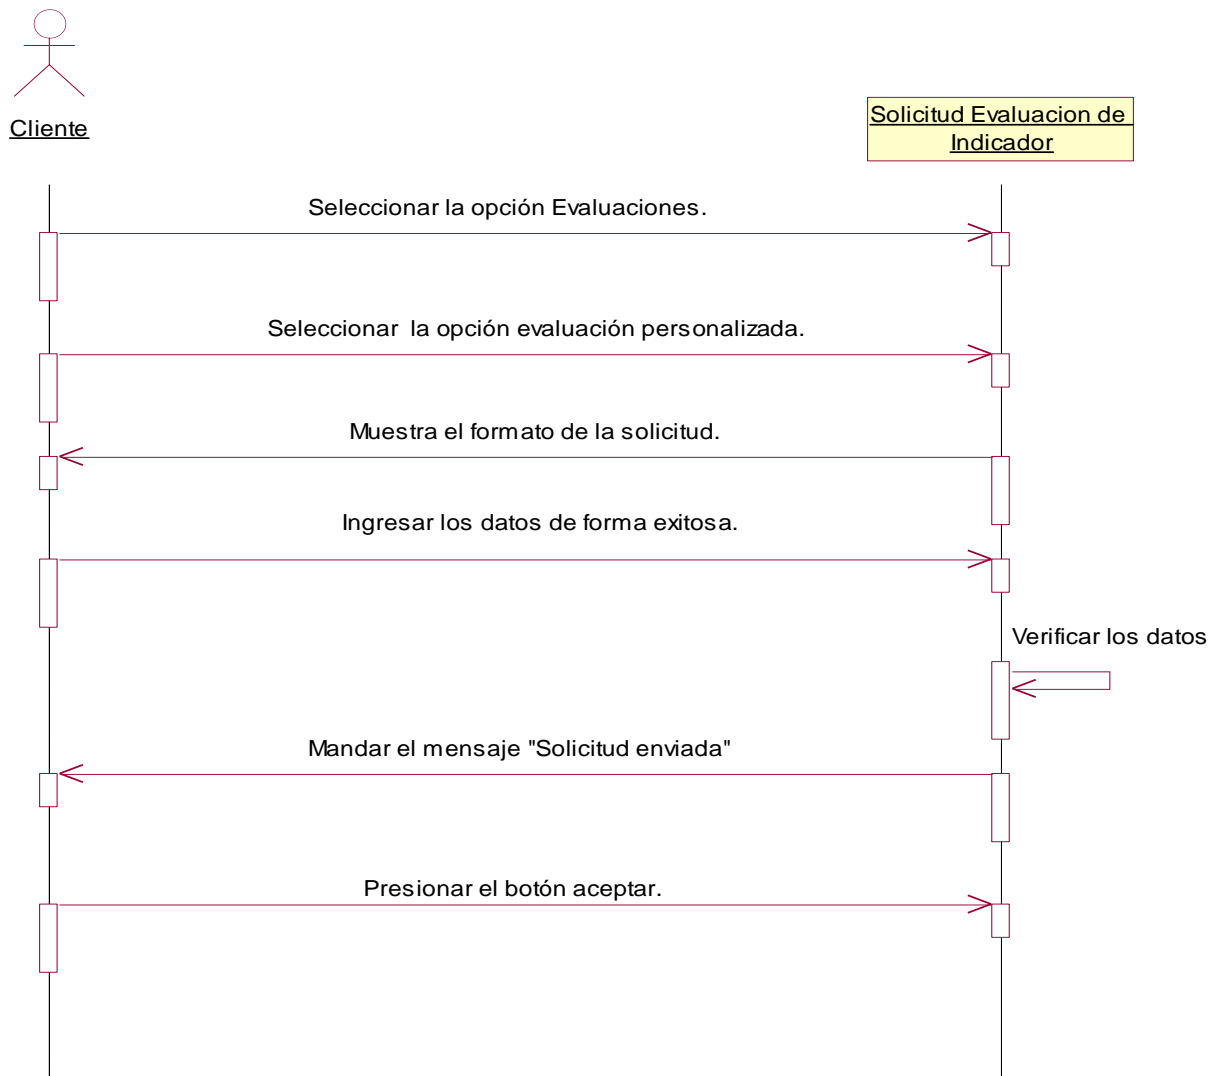 Cliente
Solicitud Evaluacion de
Indicador
Seleccionar la opción Evaluaciones.
Seleccionar  la opción evaluación personalizada.
Muestra el formato de la solicitud.
Ingresar los datos de forma exitosa.
Verificar los datos
Mandar el mensaje "Solicitud enviada"
Presionar el botón aceptar.